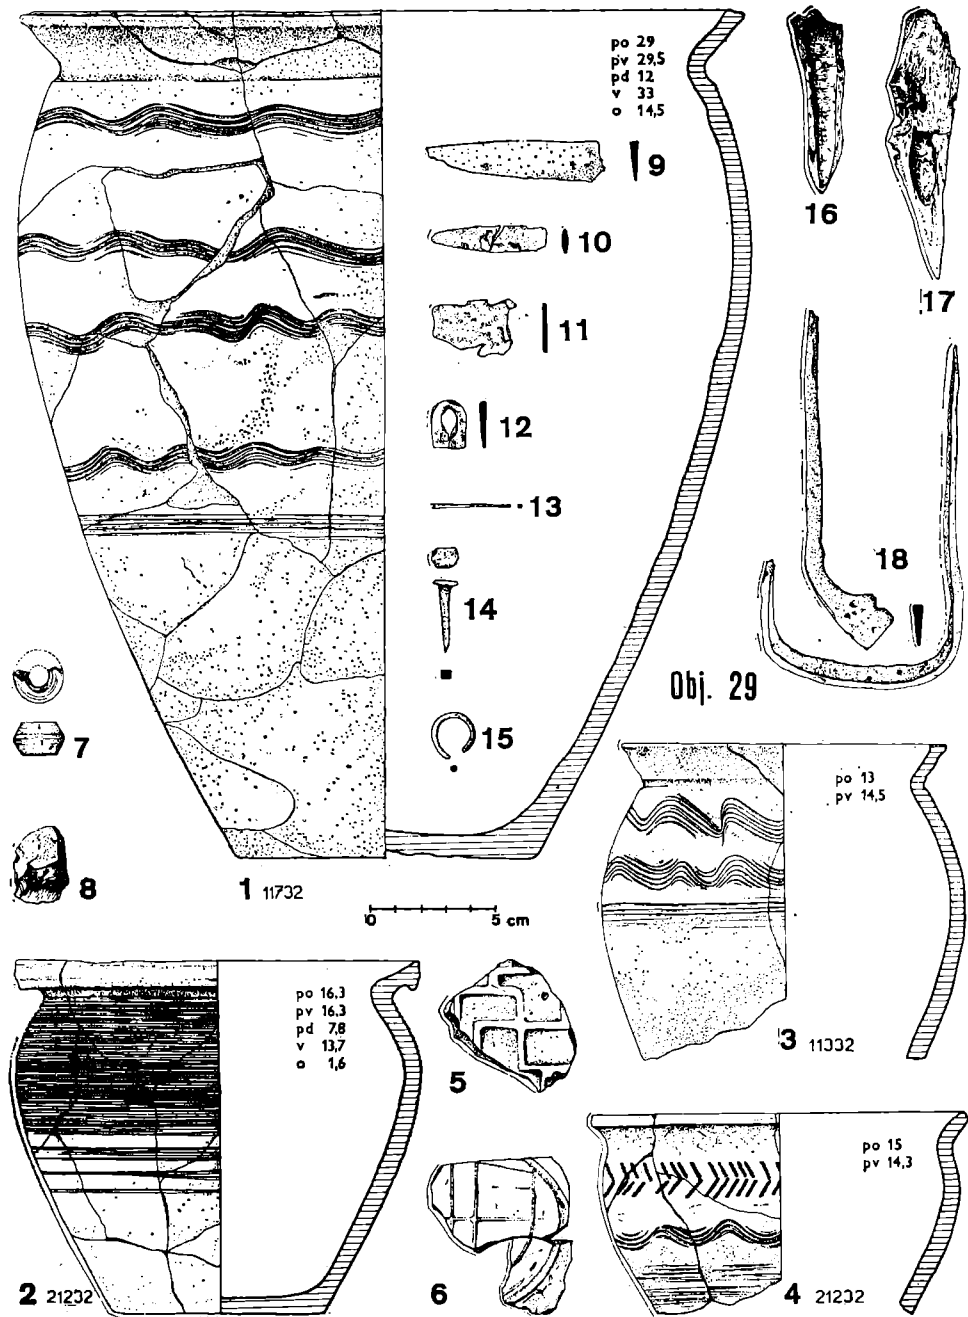 po 29
pv 29,5
pd 12
v 33
o 14,5
9
10
11
12
13
14
15
16
17
18
Obj. 29
7
8
1 11732
0 5 cm
po 13
pv 14,5
3 11332
po 16,3
pv 16,3
pd 7,8
v 13,7
o 1,6
2 21232
5
6
po 15
pv 14,3
4 21232